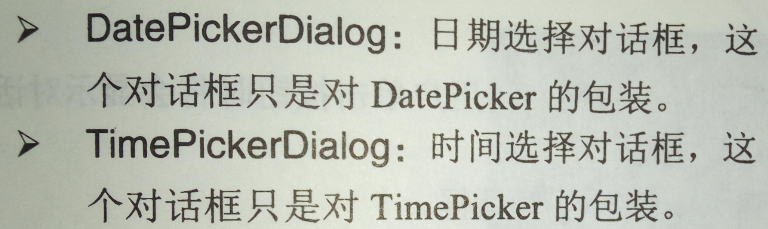 ➢ DatePickerDialog：日期选择对话框，这
个对话框只是对 DatePicker 的包装。
➢ TimePickerDialog：时间选择对话框，这
个对话框只是对 TimePicker 的包装。